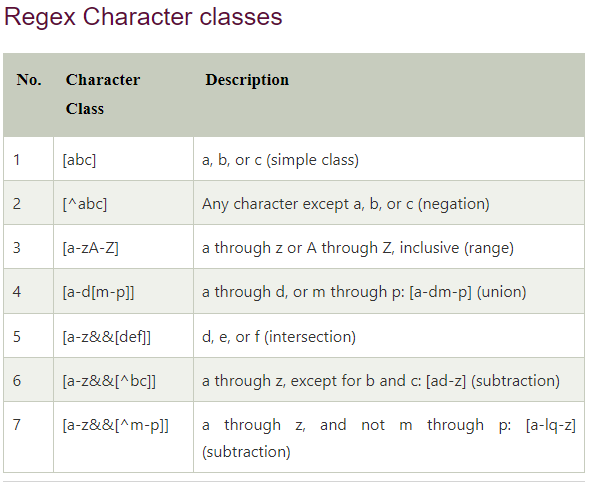 Regex Character classes
No. Character Description
Class
1 [abc] a, b, or c (simple class)
2 [^abc] Any character except a, b, or c (negation)
3 [a-zA-Z] a through z or A through Z, inclusive (range)
4 [a-d[m-p]] a through d, or m through p: [a-dm-p] (union)
5 [a-z&&[def]] d, e, or f (intersection)
6 [a-z&&[^bc]] a through z, except for b and c: [ad-z] (subtraction)
7 [a-z&&[^m-p]] a through z, and not m through p: [a-lq-z]
(subtraction)